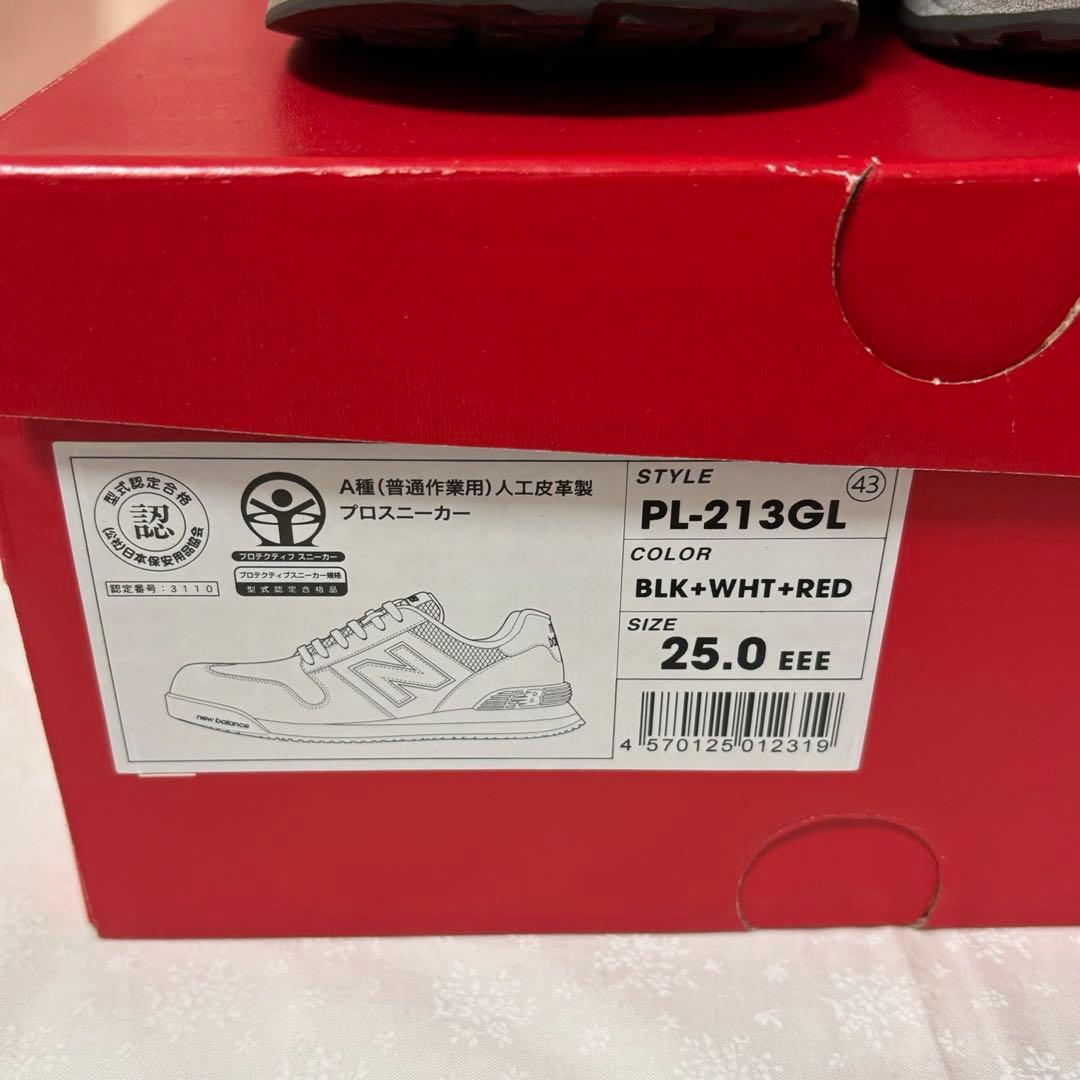 型式認定合格
認
(公社)日本保安用品協会
認定番号:3110
プロテクティブ スニーカー
プロテクティブスニーカー規格
型式認定合格品
A種(普通作業用)人工皮革製
プロスニーカー
new balance
N
NB
STYLE
43
PL-213GL
COLOR
BLK+WHT+RED
SIZE
25.0 EEE
4 570125 012319